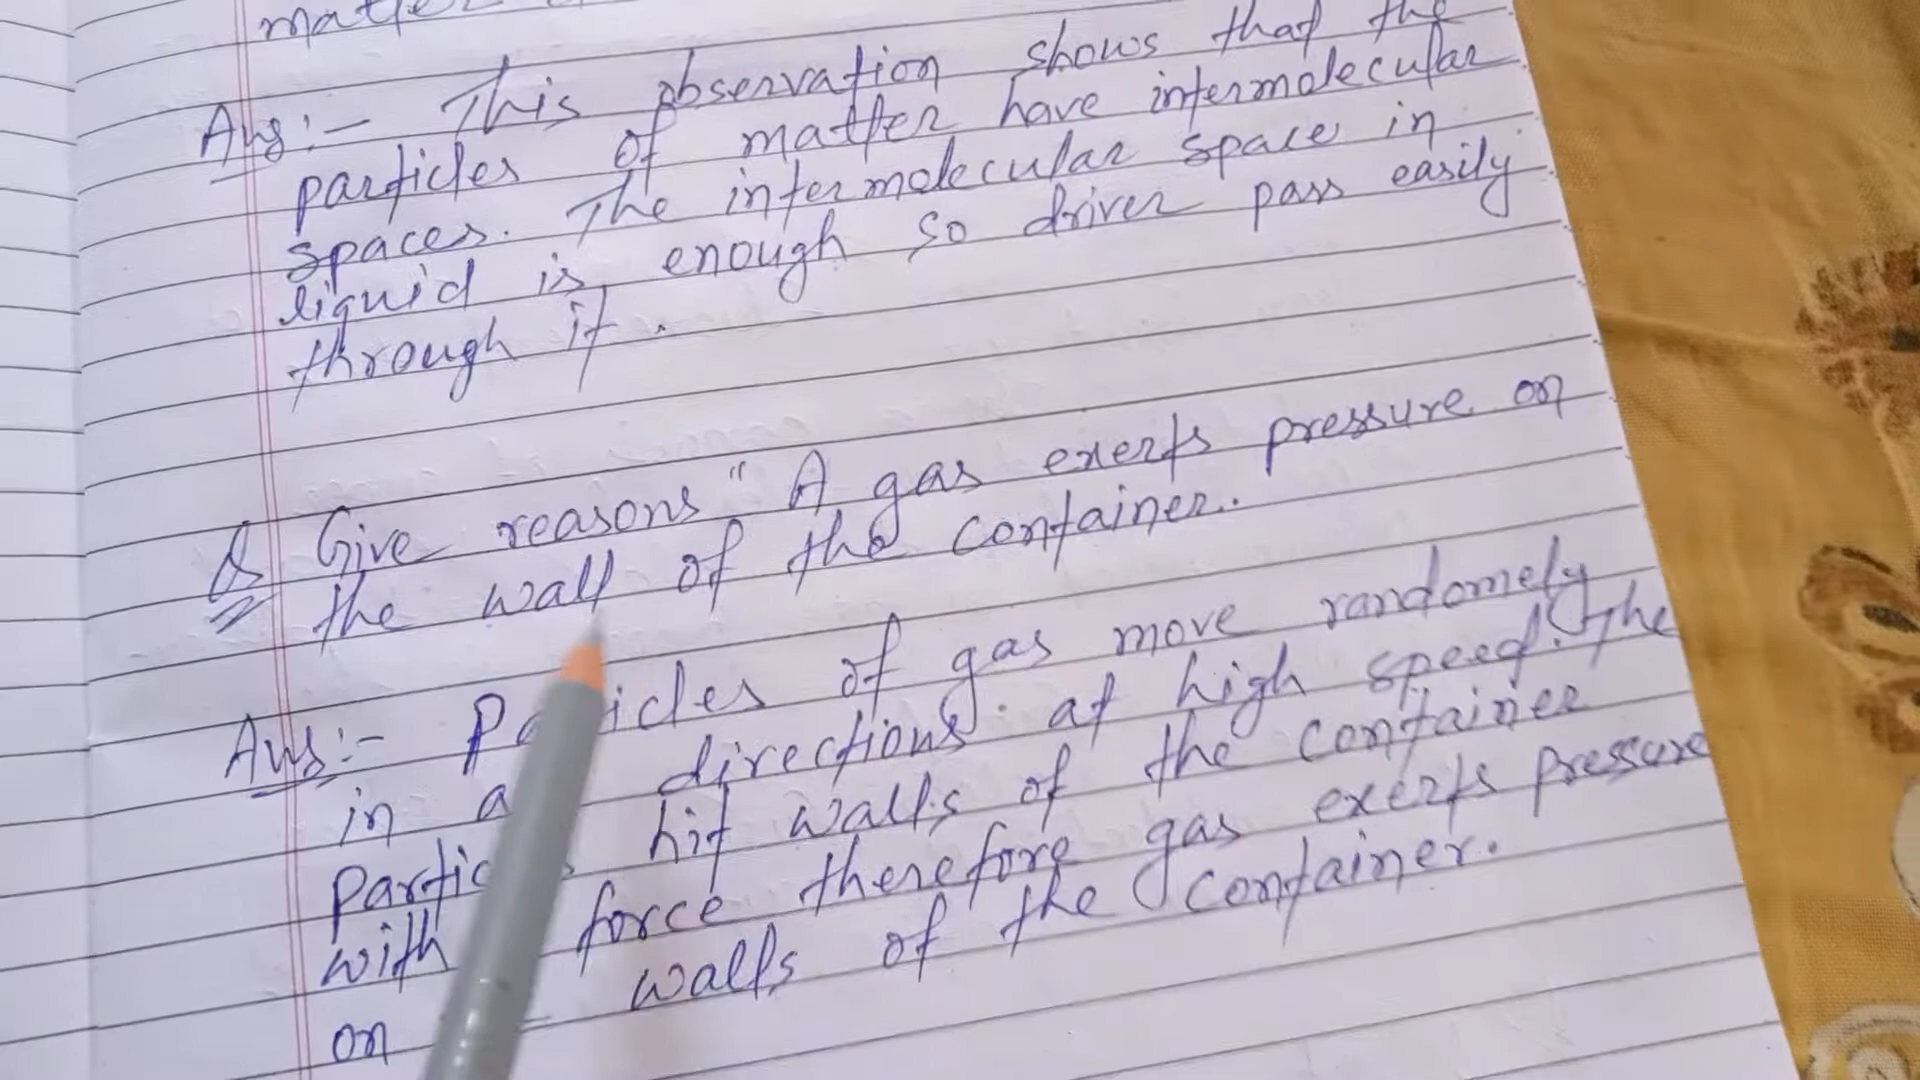 matter
Ans:- This observation shows that the
particles of matter have intermolecular
spaces. The intermolecular space in
liquid is enough so driver pass easily
through it.
Q Give reasons " A gas exerts pressure on
the wall of the container.
Ans:- Particles of gas move randomely
in a directions at high speed. The
Partic hit walls of the container
with force therefore gas exerts pressure
on walls of the container.